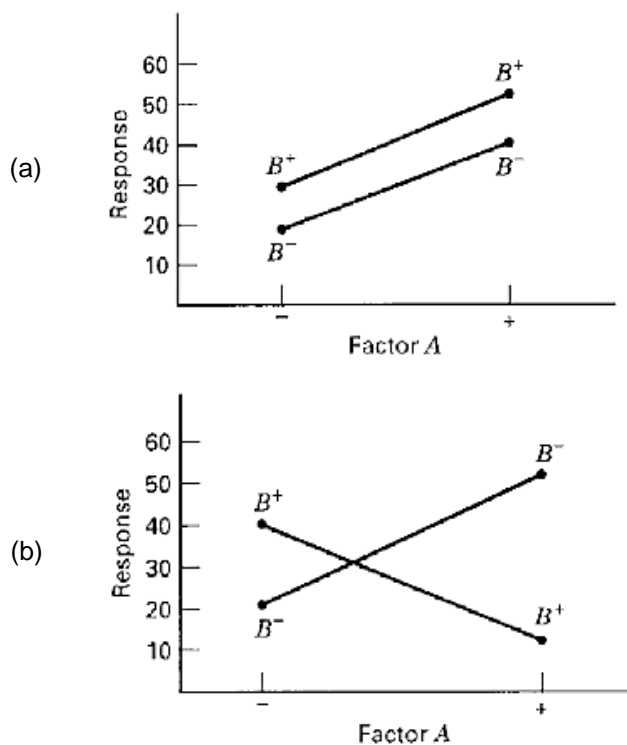 (a)
Response
60
50
40
30
20
10
B⁺
B⁻
B⁺
B⁻
−
+
Factor A
(b)
Response
60
50
40
30
20
10
B⁺
B⁻
B⁻
B⁺
−
+
Factor A